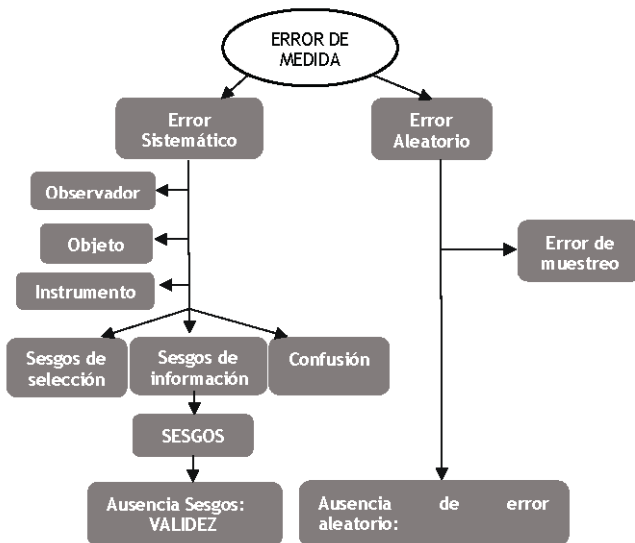 ERROR DE
MEDIDA
Error
Sistemático
Error
Aleatorio
Observador
Objeto
Error de
muestreo
Instrumento
Sesgos de
selección
Sesgos de
información
Confusión
SESGOS
Ausencia Sesgos:
VALIDEZ
Ausencia de error
aleatorio: